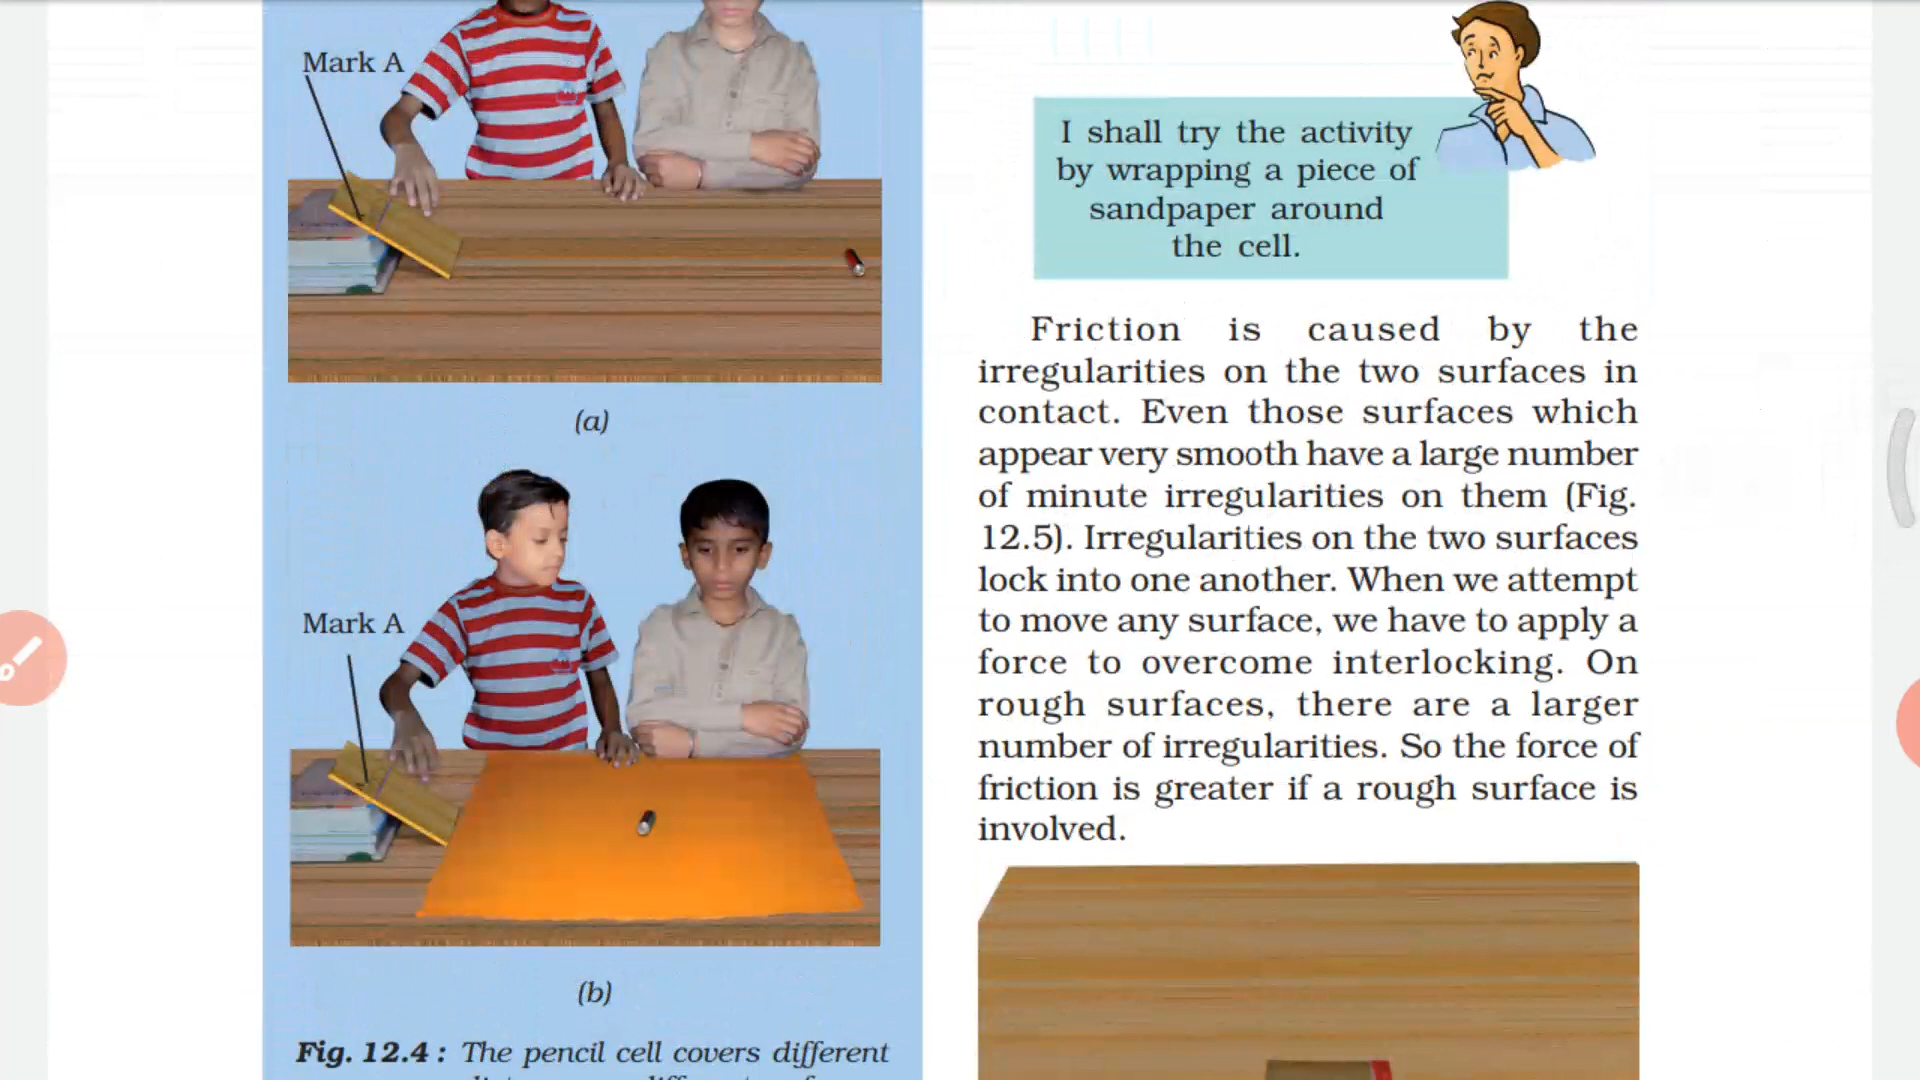 Mark A
(a)
Mark A
(b)
Fig. 12.4 : The pencil cell covers different
I shall try the activity
by wrapping a piece of
sandpaper around
the cell.
Friction is caused by the
irregularities on the two surfaces in
contact. Even those surfaces which
appear very smooth have a large number
of minute irregularities on them (Fig.
12.5). Irregularities on the two surfaces
lock into one another. When we attempt
to move any surface, we have to apply a
force to overcome interlocking. On
rough surfaces, there are a larger
number of irregularities. So the force of
friction is greater if a rough surface is
involved.